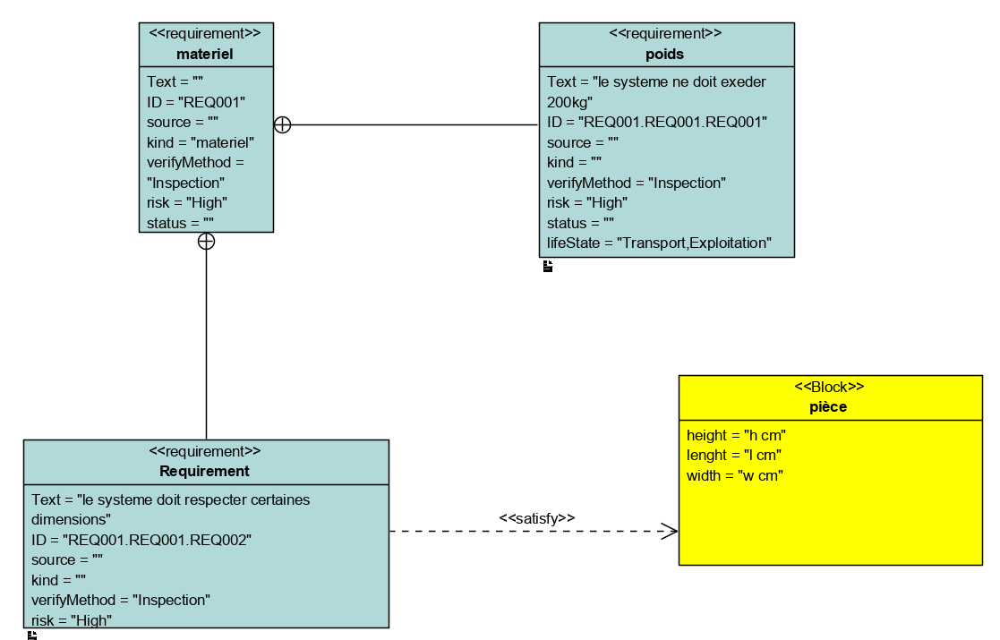 <<requirement>>
materiel
Text = ""
ID = "REQ001"
source = ""
kind = "materiel"
verifyMethod =
"Inspection"
risk = "High"
status = ""
<<requirement>>
poids
Text = "le systeme ne doit exeder
200kg"
ID = "REQ001.REQ001.REQ001"
source = ""
kind = ""
verifyMethod = "Inspection"
risk = "High"
status = ""
lifeState = "Transport,Exploitation"
<<requirement>>
Requirement
Text = "le systeme doit respecter certaines
dimensions"
ID = "REQ001.REQ001.REQ002"
source = ""
kind = ""
verifyMethod = "Inspection"
risk = "High"
<<satisfy>>
<<Block>>
pièce
height = "h cm"
lenght = "l cm"
width = "w cm"